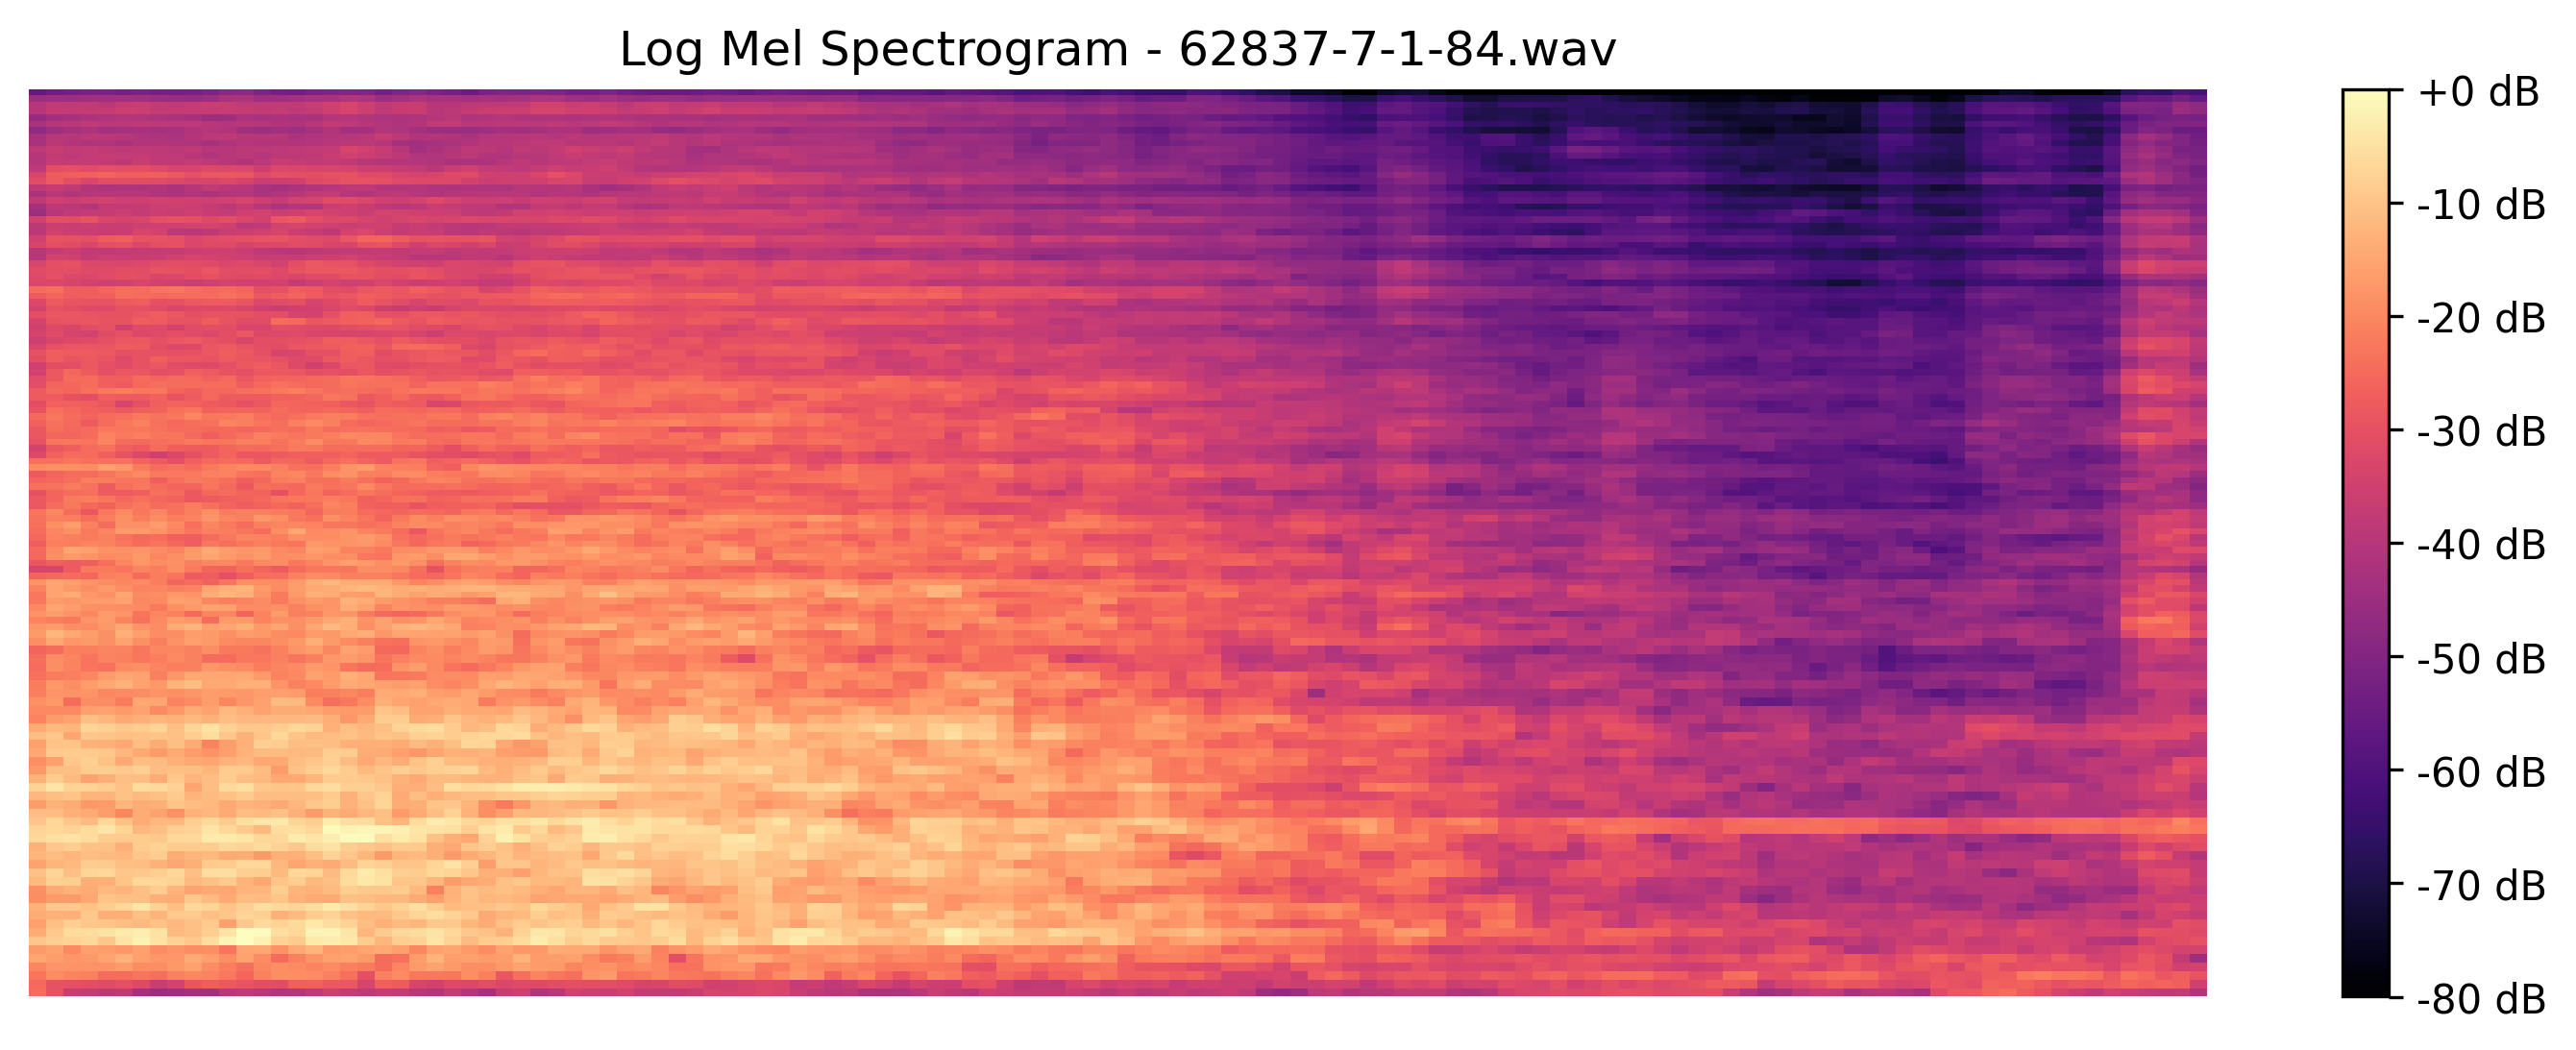 Log Mel Spectrogram - 62837-7-1-84.wav
+0 dB
-10 dB
-20 dB
-30 dB
-40 dB
-50 dB
-60 dB
-70 dB
-80 dB